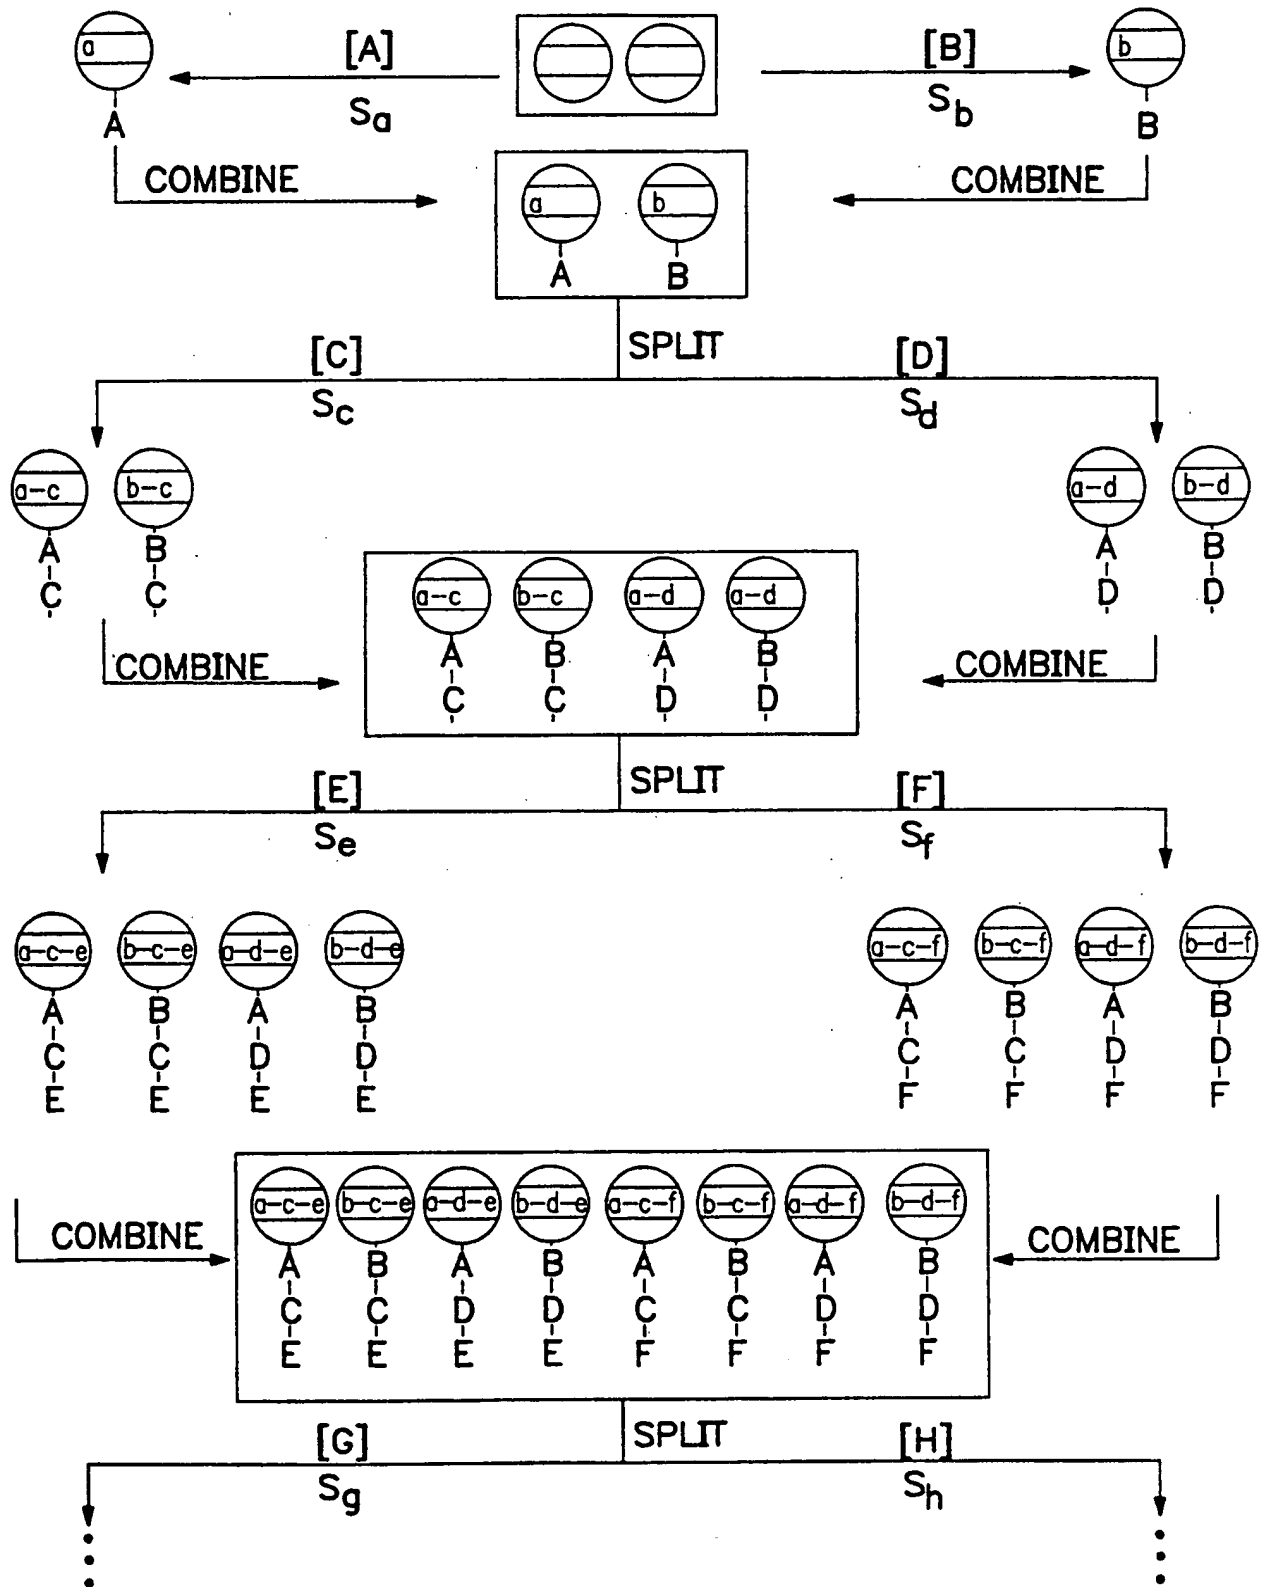 a [A] [B] b
Sa Sb
A B
COMBINE COMBINE
a b
A B
SPLIT
[C] [D]
Sc Sd
a-c b-c a-d b-d
A B A B
C C D D
a-c b-c a-d a-d
COMBINE COMBINE
A B A B
C C D D
SPLIT
[E] [F]
Se Sf
a-c-e b-c-e a-d-e b-d-e a-c-f b-c-f a-d-f b-d-f
A B A B A B A B
C C D D C C D D
E E E E F F F F
a-c-e b-c-e a-d-e b-d-e a-c-f b-c-f a-d-f b-d-f
COMBINE COMBINE
A B A B A B A B
C C D D C C D D
E E E E F F F F
SPLIT
[G] [H]
Sg Sh